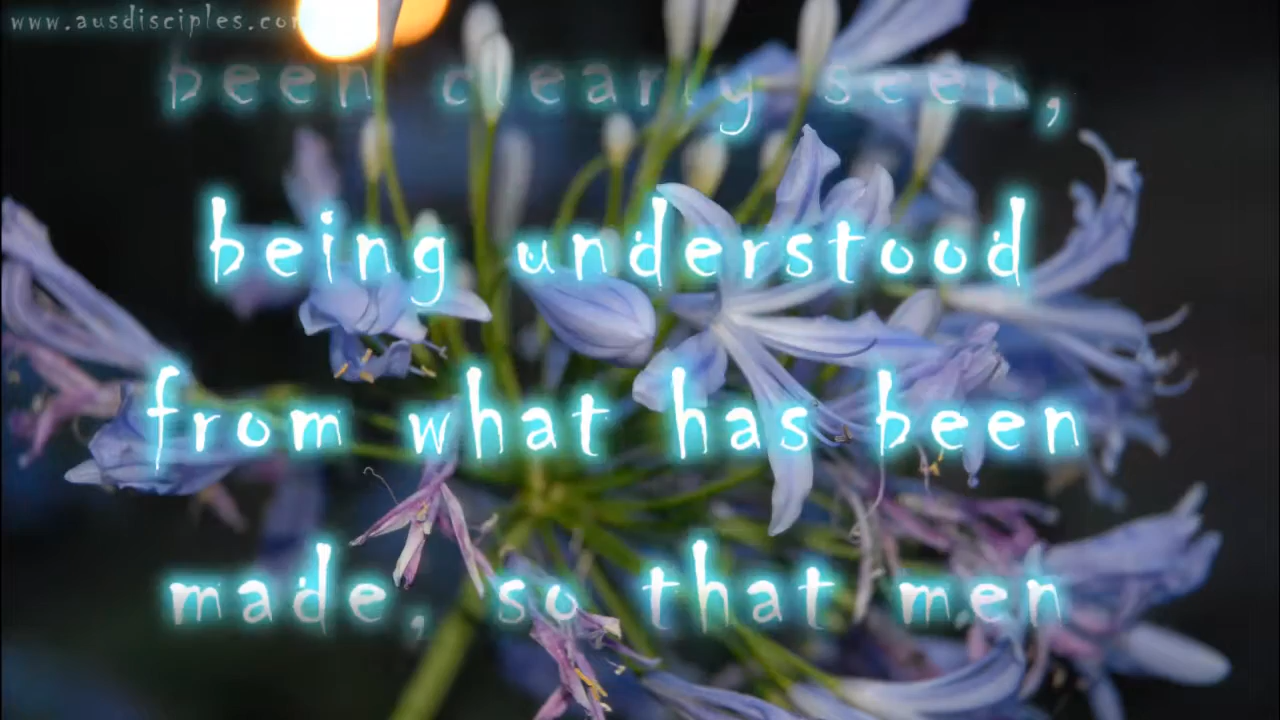 www.ausdisciples.com
been clearly seen,
being understood
from what has been
made, so that men